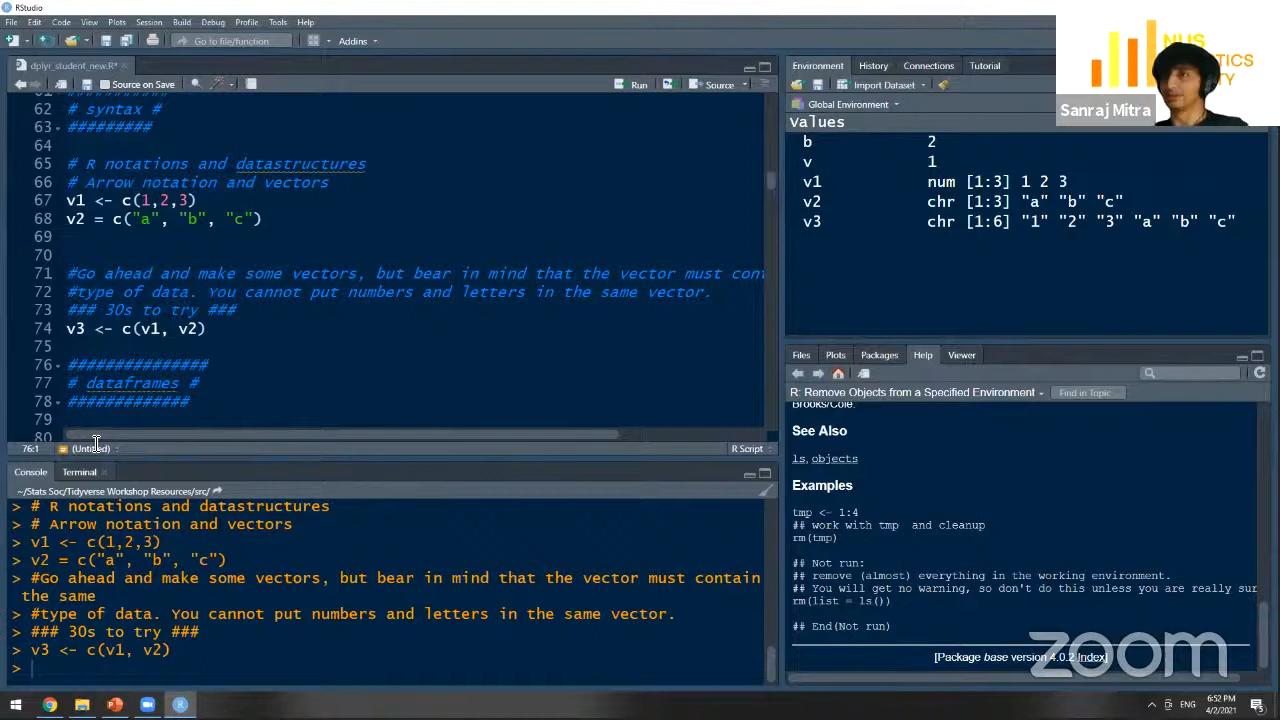 RStudio
File Edit Code View Plots Session Build Debug Profile Tools Help
Go to file/function Addins
dplyr_student_new.R*
Source on Save Run Source
62 # syntax #
63 #########
64
65 # R notations and datastructures
66 # Arrow notation and vectors
67 v1 <- c(1,2,3)
68 v2 = c("a", "b", "c")
69
70
71 #Go ahead and make some vectors, but bear in mind that the vector must con
72 #type of data. You cannot put numbers and letters in the same vector.
73 ### 30s to try ###
74 v3 <- c(v1, v2)
75
76 ###############
77 # dataframes #
78 #############
79
80
76:1 (Untitled) R Script
Console Terminal
~/Stats Soc/Tidyverse Workshop Resources/src/
> # R notations and datastructures
> # Arrow notation and vectors
> v1 <- c(1,2,3)
> v2 = c("a", "b", "c")
> #Go ahead and make some vectors, but bear in mind that the vector must contain
the same
> #type of data. You cannot put numbers and letters in the same vector.
> ### 30s to try ###
> v3 <- c(v1, v2)
>
Environment History Connections Tutorial
Import Dataset
Global Environment
Values
b 2
v 1
v1 num [1:3] 1 2 3
v2 chr [1:3] "a" "b" "c"
v3 chr [1:6] "1" "2" "3" "a" "b" "c"
Sanraj Mitra
Files Plots Packages Help Viewer
R: Remove Objects from a Specified Environment Find in Topic
Brooks/Cole.
See Also
ls, objects
Examples
tmp <- 1:4
## work with tmp and cleanup
rm(tmp)
## Not run:
## remove (almost) everything in the working environment.
## You will get no warning, so don't do this unless you are really sur
rm(list = ls())
## End(Not run)
[Package base version 4.0.2 Index]
zoom
ENG
6:52 PM
4/2/2021
5